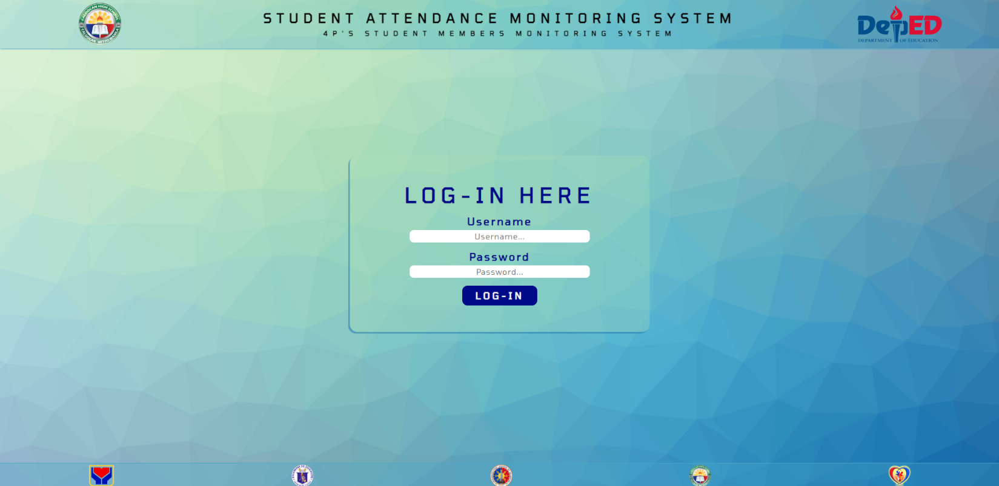 CALOOCAN HIGH SCHOOL
CALOOCAN, METRO MANILA
STUDENT ATTENDANCE MONITORING SYSTEM
4P'S STUDENT MEMBERS MONITORING SYSTEM
DepED
DEPARTMENT OF EDUCATION
LOG-IN HERE
Username
Username...
Password
Password...
LOG-IN